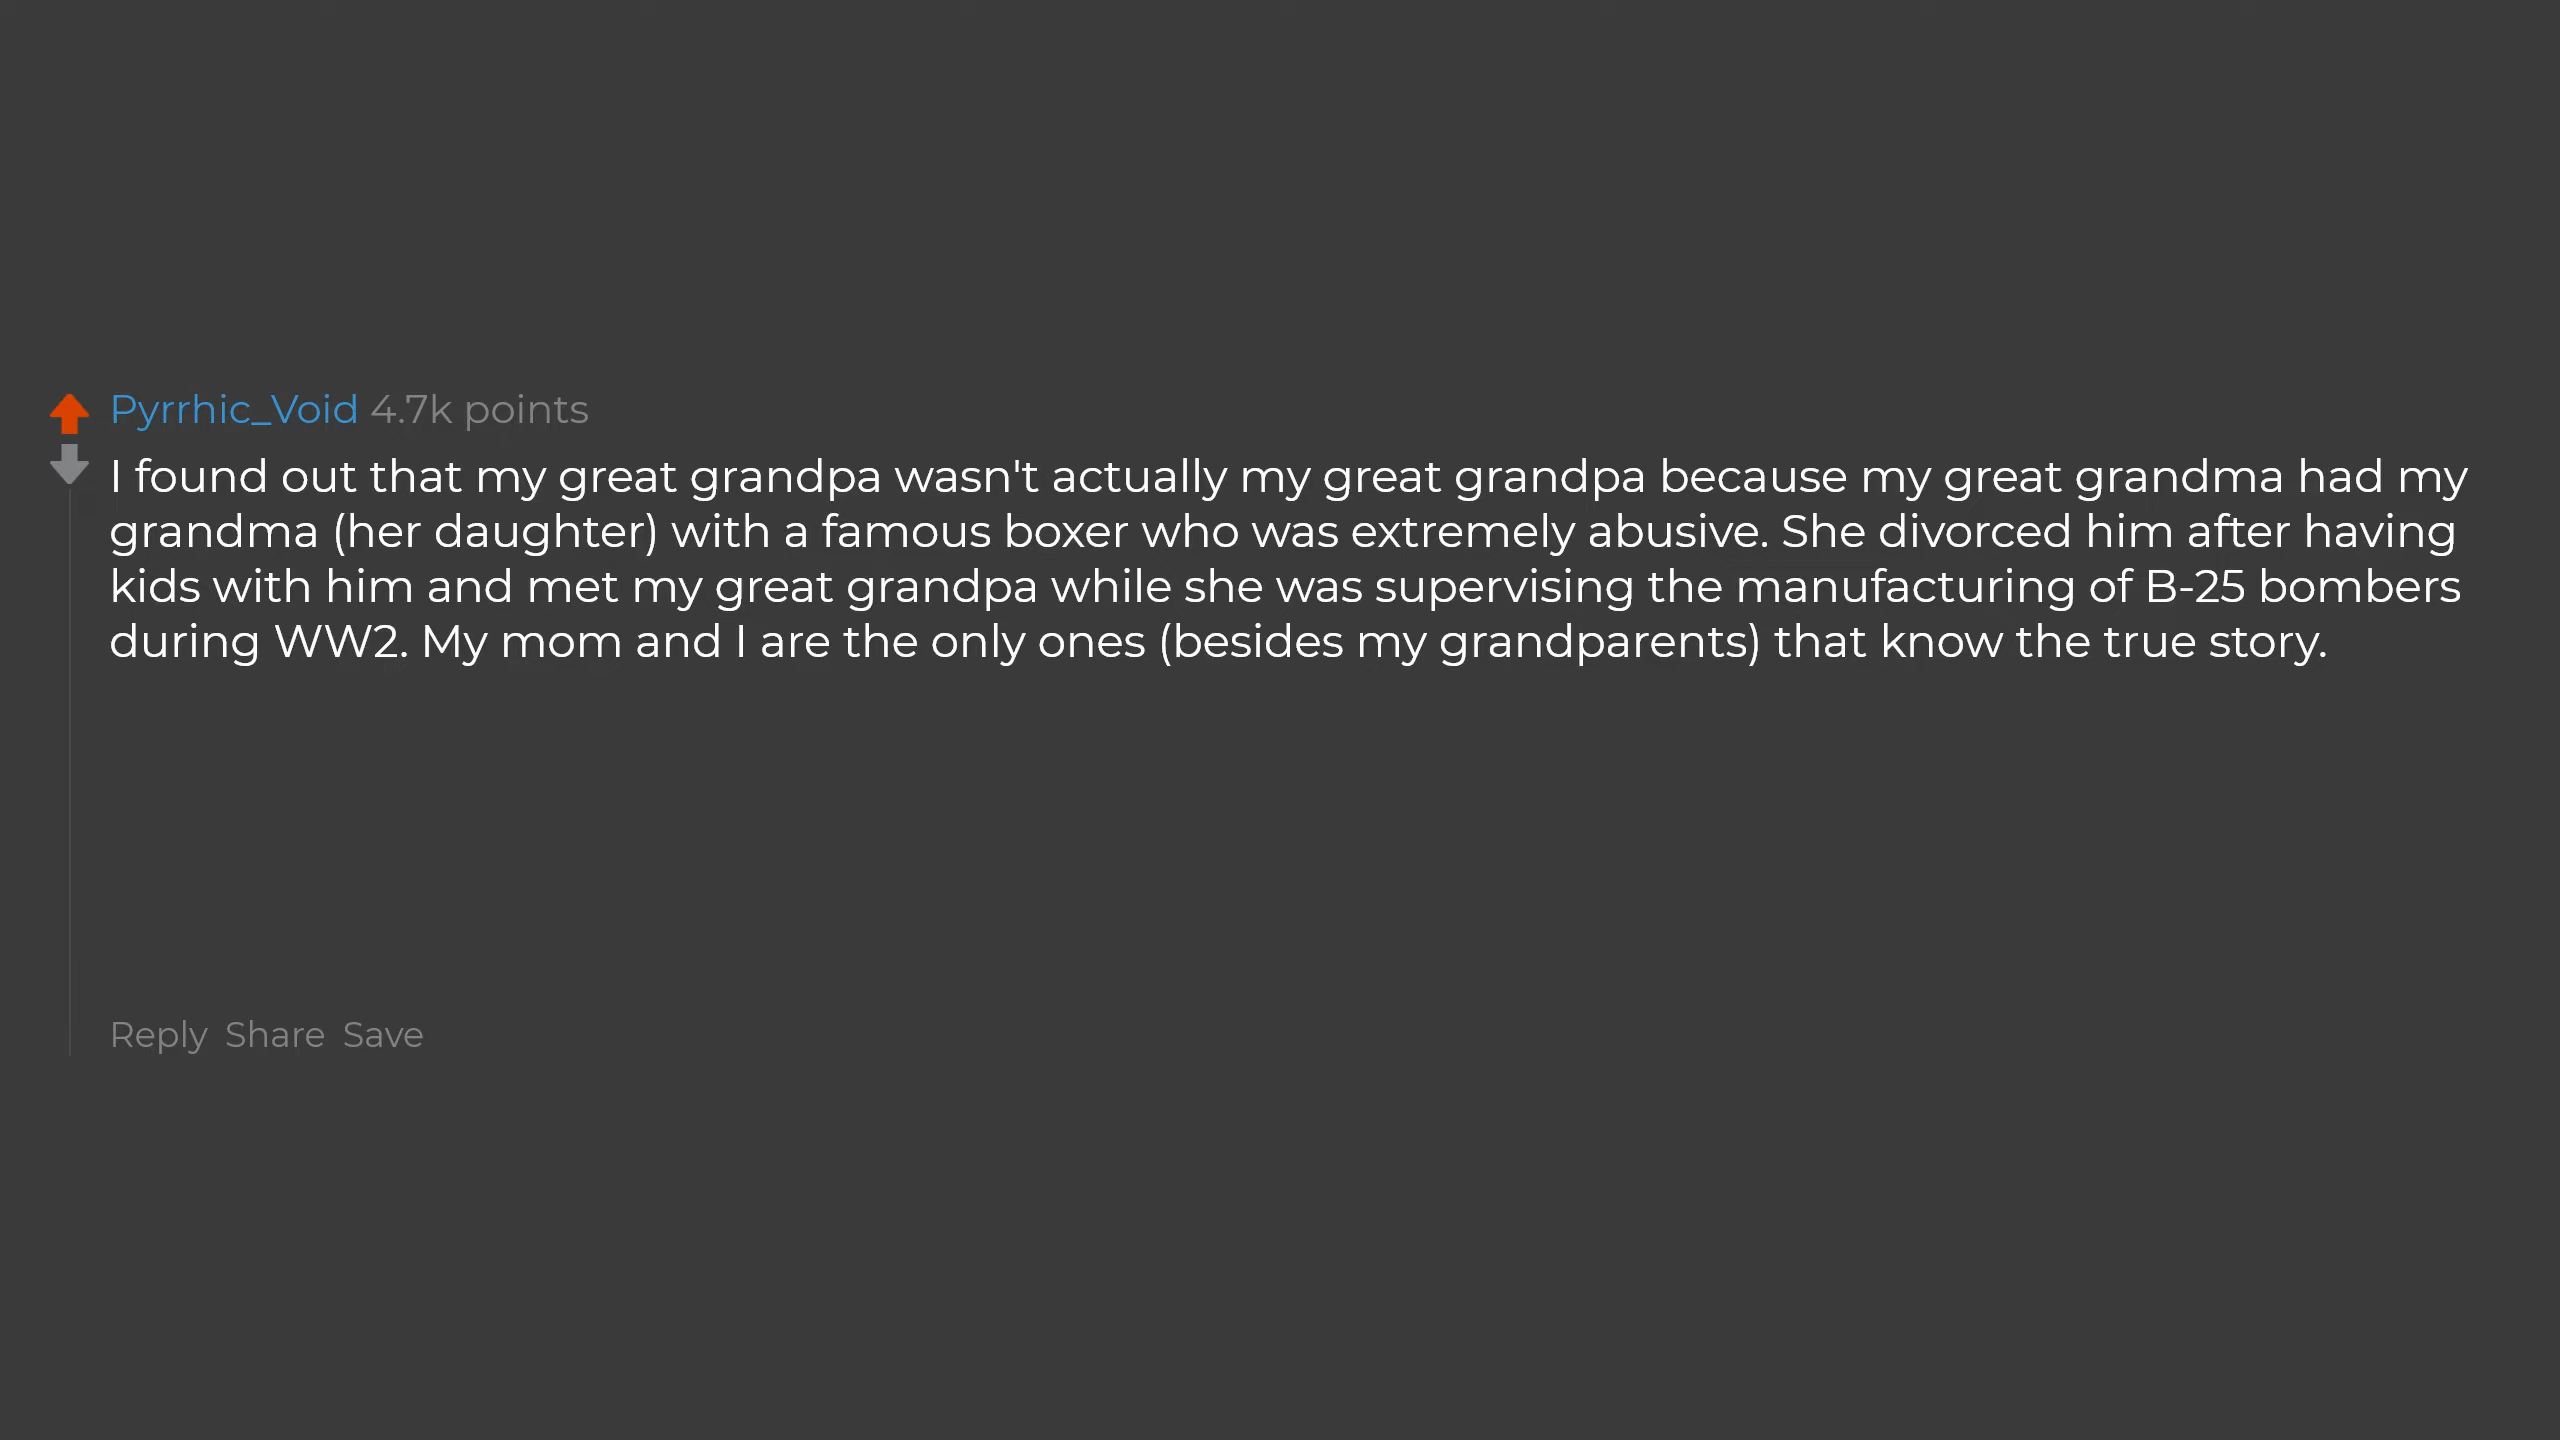 Pyrrhic_Void 4.7k points
I found out that my great grandpa wasn't actually my great grandpa because my great grandma had my
grandma (her daughter) with a famous boxer who was extremely abusive. She divorced him after having
kids with him and met my great grandpa while she was supervising the manufacturing of B-25 bombers
during WW2. My mom and I are the only ones (besides my grandparents) that know the true story.
Reply Share Save